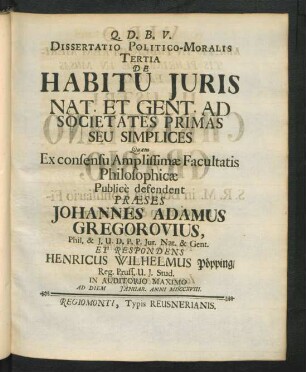 Q. D. B. V.
DISSERTATIO POLITICO-MORALIS
TERTIA
DE
HABITU JURIS
NAT. ET GENT. AD
SOCIETATES PRIMAS
SEU SIMPLICES
Quam
Ex consensu Amplissimæ Facultatis
Philosophicæ
Publicè defendent
PRÆSES
JOHANNES ADAMUS
GREGOROVIUS,
Phil. & J. U. D. P. P. Jur. Nat. & Gent.
ET RESPONDENS
HENRICUS WILHELMUS Pöpping/
Reg. Pruss. U. J. Stud.
IN AUDITORIO MAXIMO
AD DIEM JANUAR. ANNI MDCCXVIII.
REGIOMONTI, Typis REUSNERIANIS.